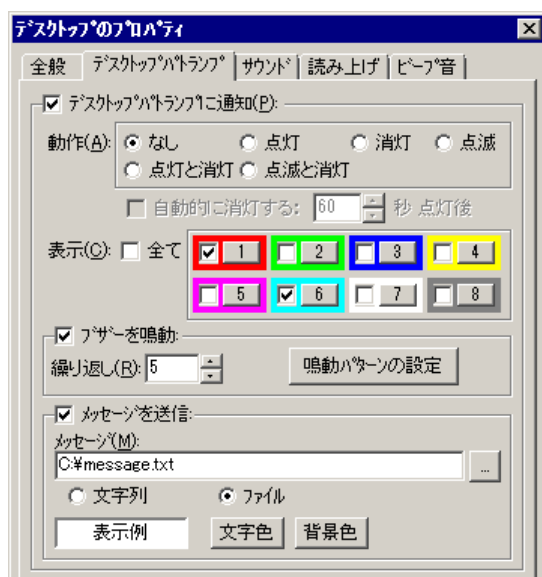 ﾃﾞｽｸﾄｯﾌﾟのﾌﾟﾛﾊﾟﾃｨ
全般 ﾃﾞｽｸﾄｯﾌﾟﾊﾟﾄﾗﾝﾌﾟ ｻｳﾝﾄﾞ 読み上げ ﾋﾞｰﾌﾟ音
ﾃﾞｽｸﾄｯﾌﾟﾊﾟﾄﾗﾝﾌﾟに通知(P):
動作(A): なし 点灯 消灯 点滅
点灯と消灯 点滅と消灯
自動的に消灯する: 60 秒 点灯後
表示(C): 全て 1 2 3 4
5 6 7 8
ﾌﾞｻﾞｰを鳴動:
繰り返し(R): 5 鳴動ﾊﾟﾀｰﾝの設定
ﾒｯｾｰｼﾞを送信:
ﾒｯｾｰｼﾞ(M):
C:¥message.txt ...
文字列 ﾌｧｲﾙ
表示例 文字色 背景色